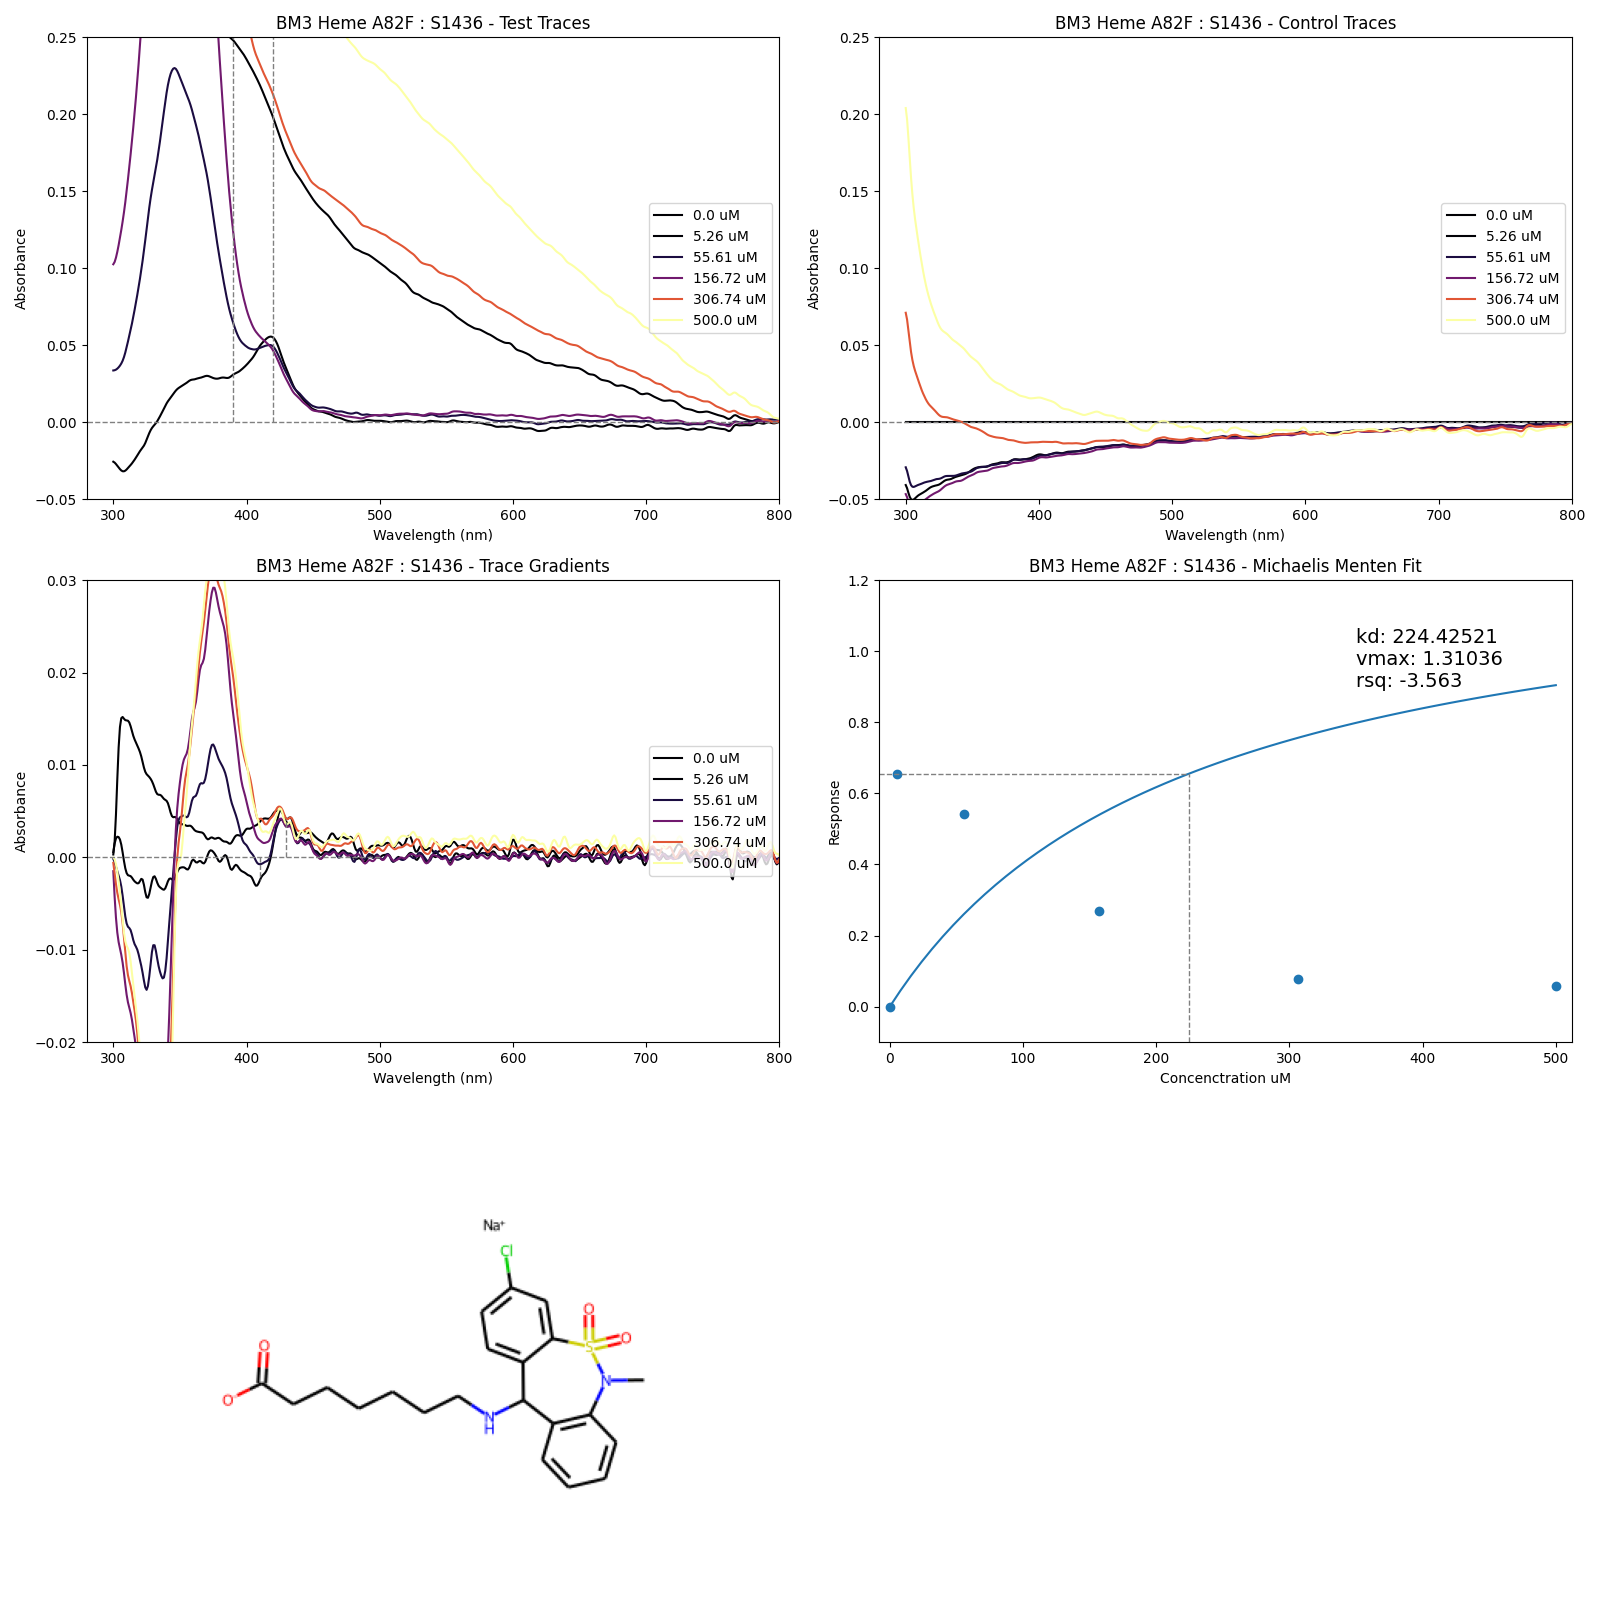 BM3 Heme A82F : S1436 - Test Traces
0.25
0.20
0.15
0.10
0.05
0.00
−0.05
Absorbance
300 400 500 600 700 800
Wavelength (nm)
0.0 uM
5.26 uM
55.61 uM
156.72 uM
306.74 uM
500.0 uM
BM3 Heme A82F : S1436 - Control Traces
0.25
0.20
0.15
0.10
0.05
0.00
−0.05
Absorbance
300 400 500 600 700 800
Wavelength (nm)
0.0 uM
5.26 uM
55.61 uM
156.72 uM
306.74 uM
500.0 uM
BM3 Heme A82F : S1436 - Trace Gradients
0.03
0.02
0.01
0.00
−0.01
−0.02
Absorbance
300 400 500 600 700 800
Wavelength (nm)
0.0 uM
5.26 uM
55.61 uM
156.72 uM
306.74 uM
500.0 uM
BM3 Heme A82F : S1436 - Michaelis Menten Fit
1.2
1.0
0.8
0.6
0.4
0.2
0.0
Response
0 100 200 300 400 500
Concenctration uM
kd: 224.42521
vmax: 1.31036
rsq: -3.563
Na⁺
Cl
O
O
S
N
O
O⁻
N
H